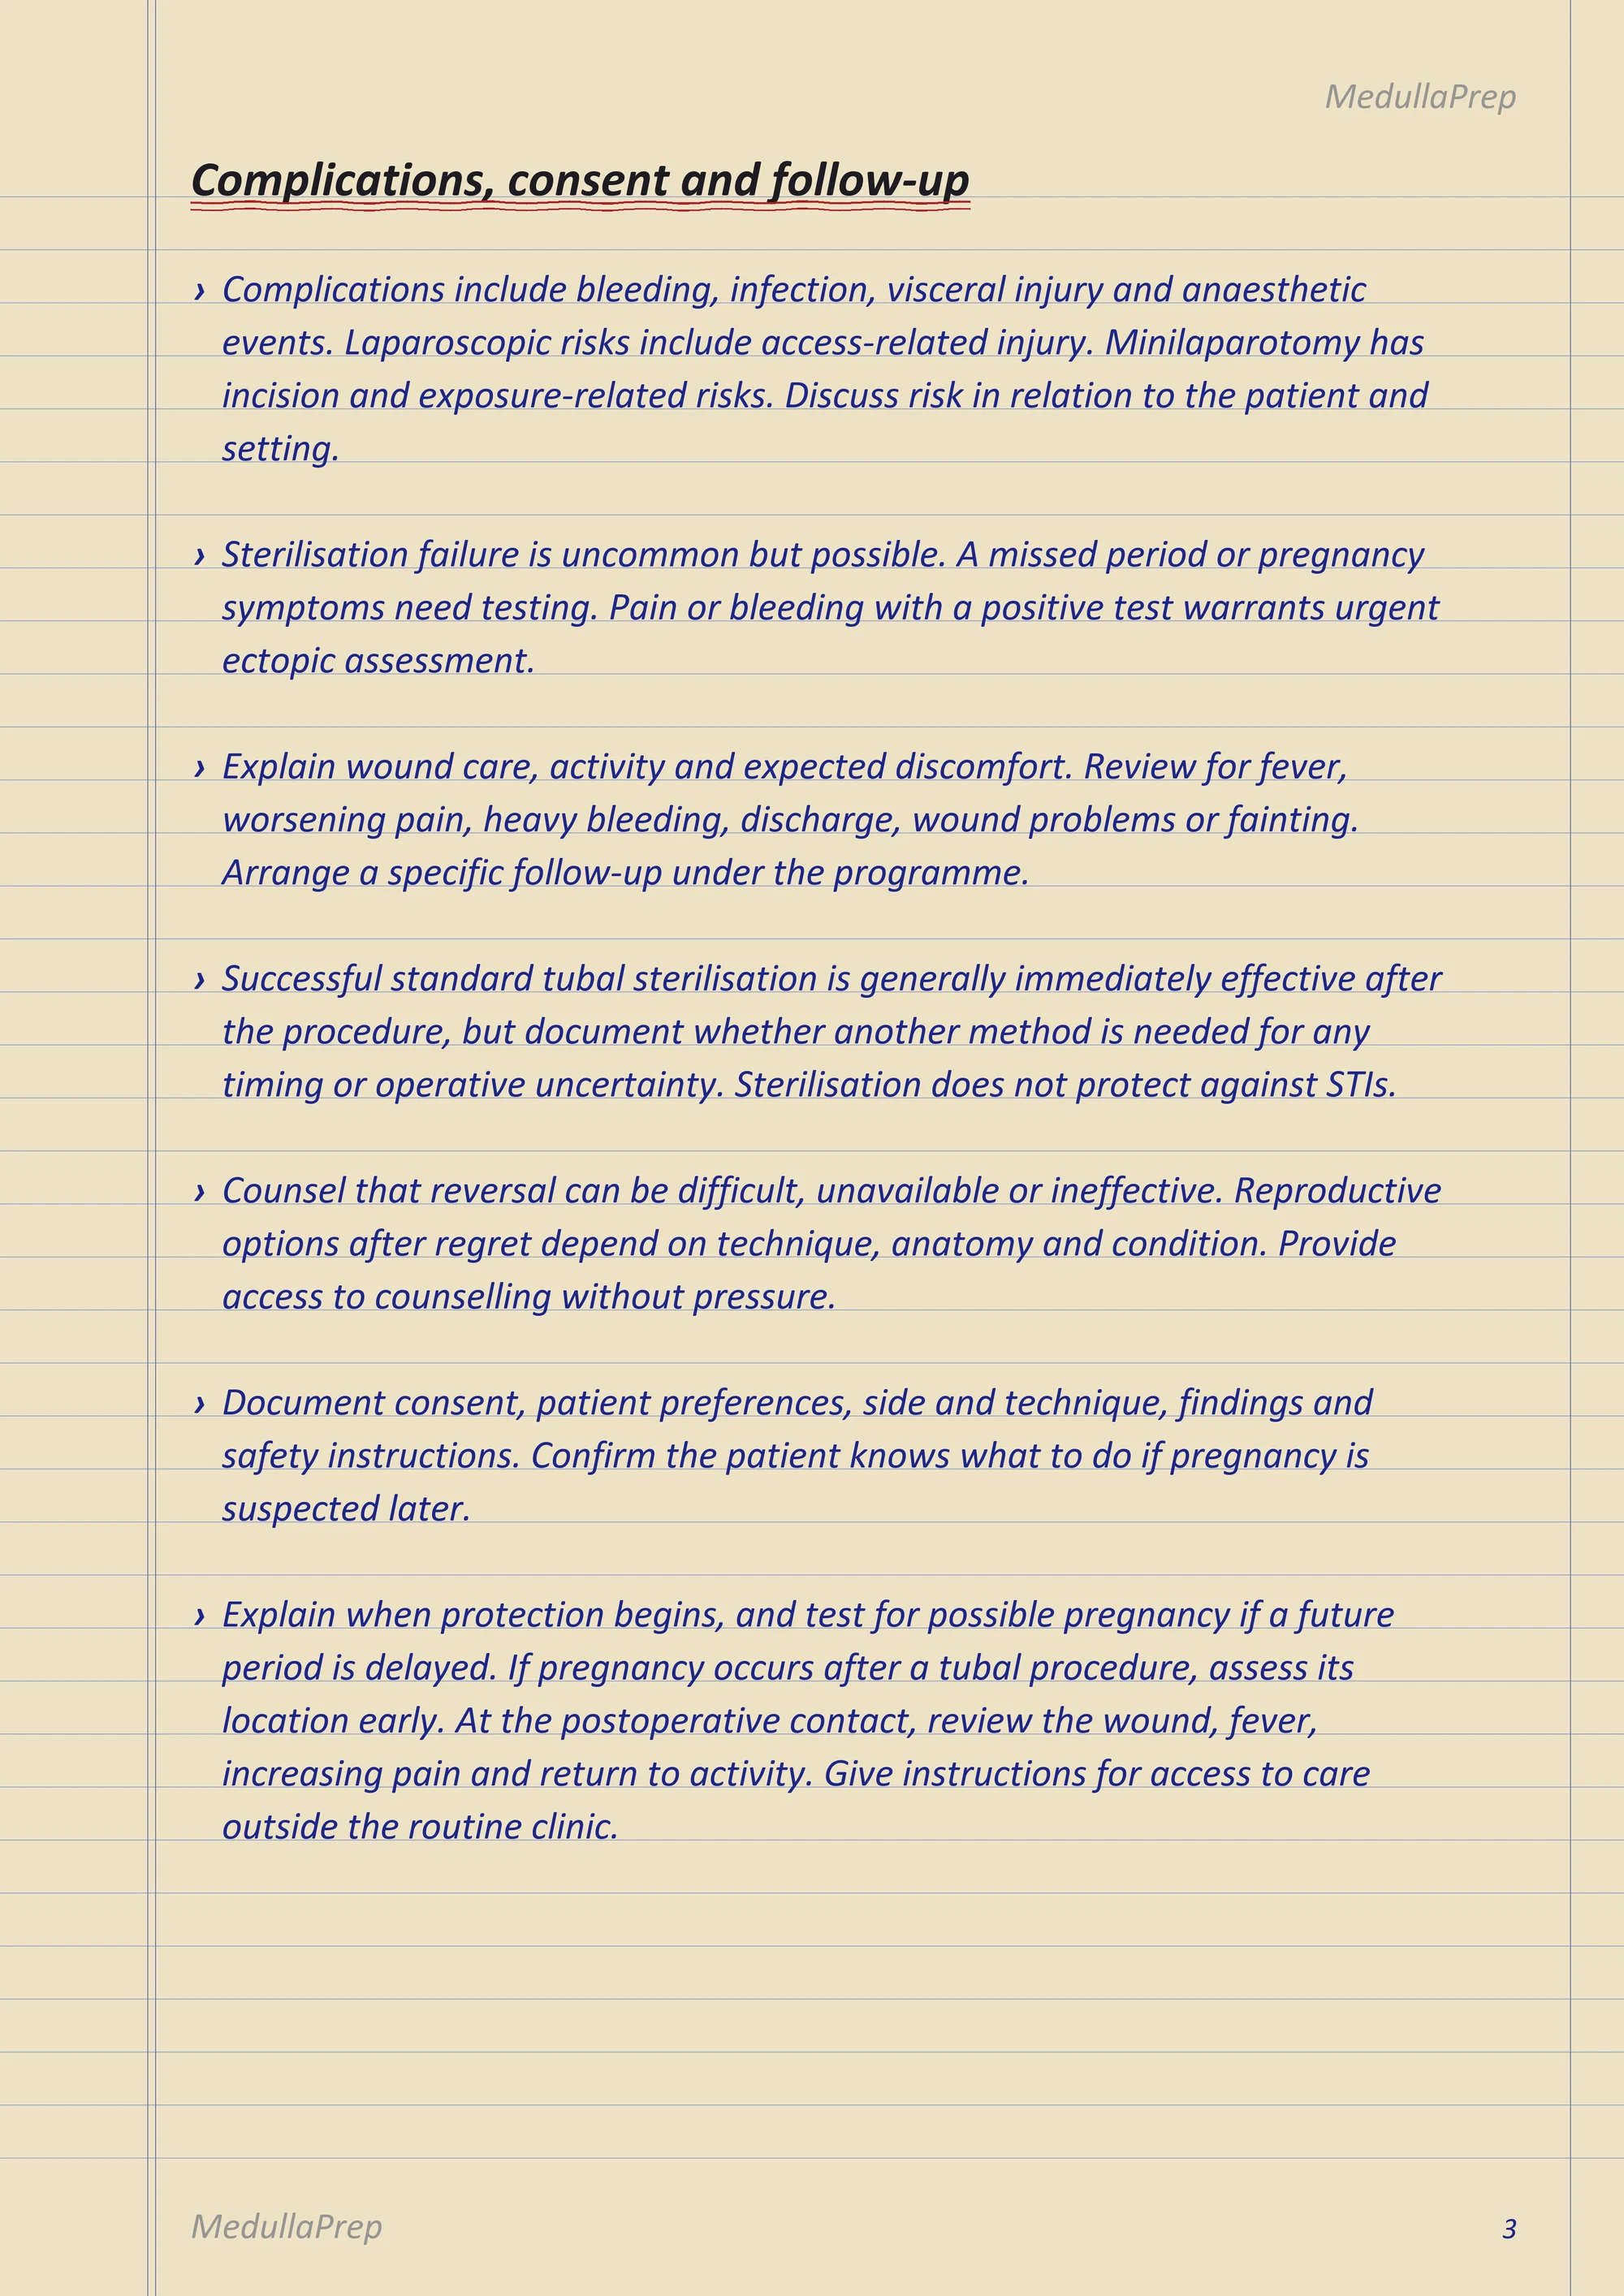 MedullaPrep
Complications, consent and follow-up
› Complications include bleeding, infection, visceral injury and anaesthetic
events. Laparoscopic risks include access-related injury. Minilaparotomy has
incision and exposure-related risks. Discuss risk in relation to the patient and
setting.
› Sterilisation failure is uncommon but possible. A missed period or pregnancy
symptoms need testing. Pain or bleeding with a positive test warrants urgent
ectopic assessment.
› Explain wound care, activity and expected discomfort. Review for fever,
worsening pain, heavy bleeding, discharge, wound problems or fainting.
Arrange a specific follow-up under the programme.
› Successful standard tubal sterilisation is generally immediately effective after
the procedure, but document whether another method is needed for any
timing or operative uncertainty. Sterilisation does not protect against STIs.
› Counsel that reversal can be difficult, unavailable or ineffective. Reproductive
options after regret depend on technique, anatomy and condition. Provide
access to counselling without pressure.
› Document consent, patient preferences, side and technique, findings and
safety instructions. Confirm the patient knows what to do if pregnancy is
suspected later.
› Explain when protection begins, and test for possible pregnancy if a future
period is delayed. If pregnancy occurs after a tubal procedure, assess its
location early. At the postoperative contact, review the wound, fever,
increasing pain and return to activity. Give instructions for access to care
outside the routine clinic.
MedullaPrep
3